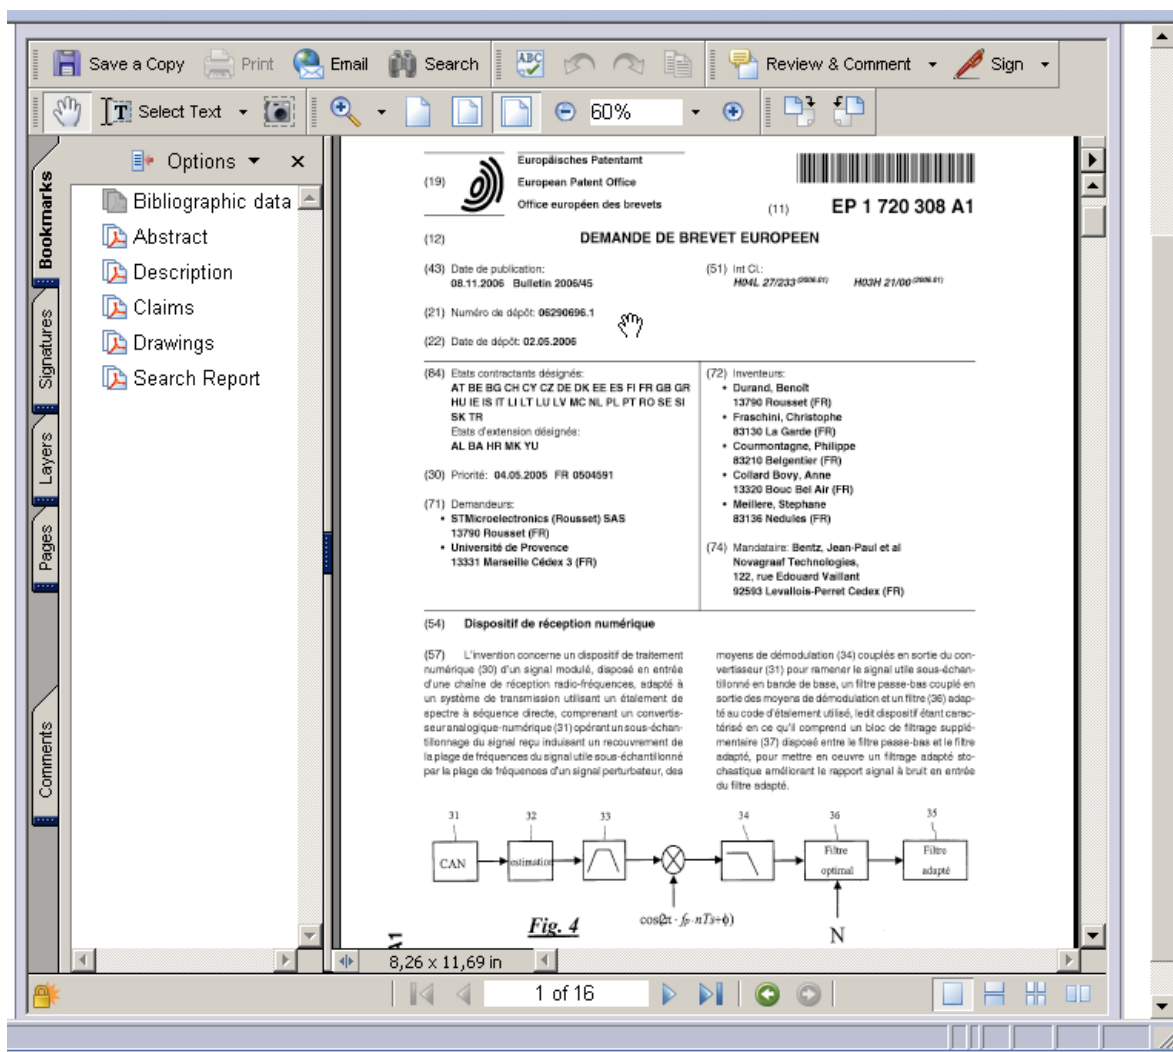 Save a Copy Print Email Search ABC Review & Comment Sign
Select Text 60%
Bookmarks
Signatures
Layers
Pages
Comments
Options x
Bibliographic data
Abstract
Description
Claims
Drawings
Search Report
(19)
Europäisches Patentamt
European Patent Office
Office européen des brevets
(11) EP 1 720 308 A1
(12) DEMANDE DE BREVET EUROPEEN
(43) Date de publication:
08.11.2006 Bulletin 2006/45
(51) Int Cl.:
H04L 27/233 (2006.01) H03H 21/00 (2006.01)
(21) Numéro de dépôt: 06290696.1
(22) Date de dépôt: 02.05.2006
(84) Etats contractants désignés:
AT BE BG CH CY CZ DE DK EE ES FI FR GB GR
HU IE IS IT LI LT LU LV MC NL PL PT RO SE SI
SK TR
Etats d'extension désignés:
AL BA HR MK YU
(30) Priorité: 04.05.2005 FR 0504591
(71) Demandeurs:
• STMicroelectronics (Rousset) SAS
13790 Rousset (FR)
• Université de Provence
13331 Marseille Cédex 3 (FR)
(72) Inventeurs:
• Durand, Benoît
13790 Rousset (FR)
• Fraschini, Christophe
83130 La Garde (FR)
• Courmontagne, Philippe
83210 Belgentier (FR)
• Collard Bovy, Anne
13320 Bouc Bel Air (FR)
• Meillere, Stephane
83136 Nedules (FR)
(74) Mandataire: Bentz, Jean-Paul et al
Novagraaf Technologies,
122, rue Edouard Vaillant
92593 Levallois-Perret Cedex (FR)
(54) Dispositif de réception numérique
(57) L'invention concerne un dispositif de traitement
numérique (30) d'un signal modulé, disposé en entrée
d'une chaîne de réception radio-fréquences, adapté à
un système de transmission utilisant un étalement de
spectre à séquence directe, comprenant un convertis-
seur analogique-numérique (31) opérant un sous-échan-
tillonnage du signal reçu induisant un recouvrement de
la plage de fréquences du signal utile sous-échantillonné
par la plage de fréquences d'un signal perturbateur, des
moyens de démodulation (34) couplés en sortie du con-
vertisseur (31) pour ramener le signal utile sous-échan-
tillonné en bande de base, un filtre passe-bas couplé en
sortie des moyens de démodulation et un filtre (36) adap-
té au code d'étalement utilisé, ledit dispositif étant carac-
térisé en ce qu'il comprend un bloc de filtrage supplé-
mentaire (37) disposé entre le filtre passe-bas et le filtre
adapté, pour mettre en oeuvre un filtrage adapté sto-
chastique améliorant le rapport signal à bruit en entrée
du filtre adapté.
31 32 33 34 36 35
CAN estimation Filtre optimal Filtre adapté
cos(2π · fp·nTs+ϕ)
N
Fig. 4
A1
8,26 x 11,69 in
1 of 16